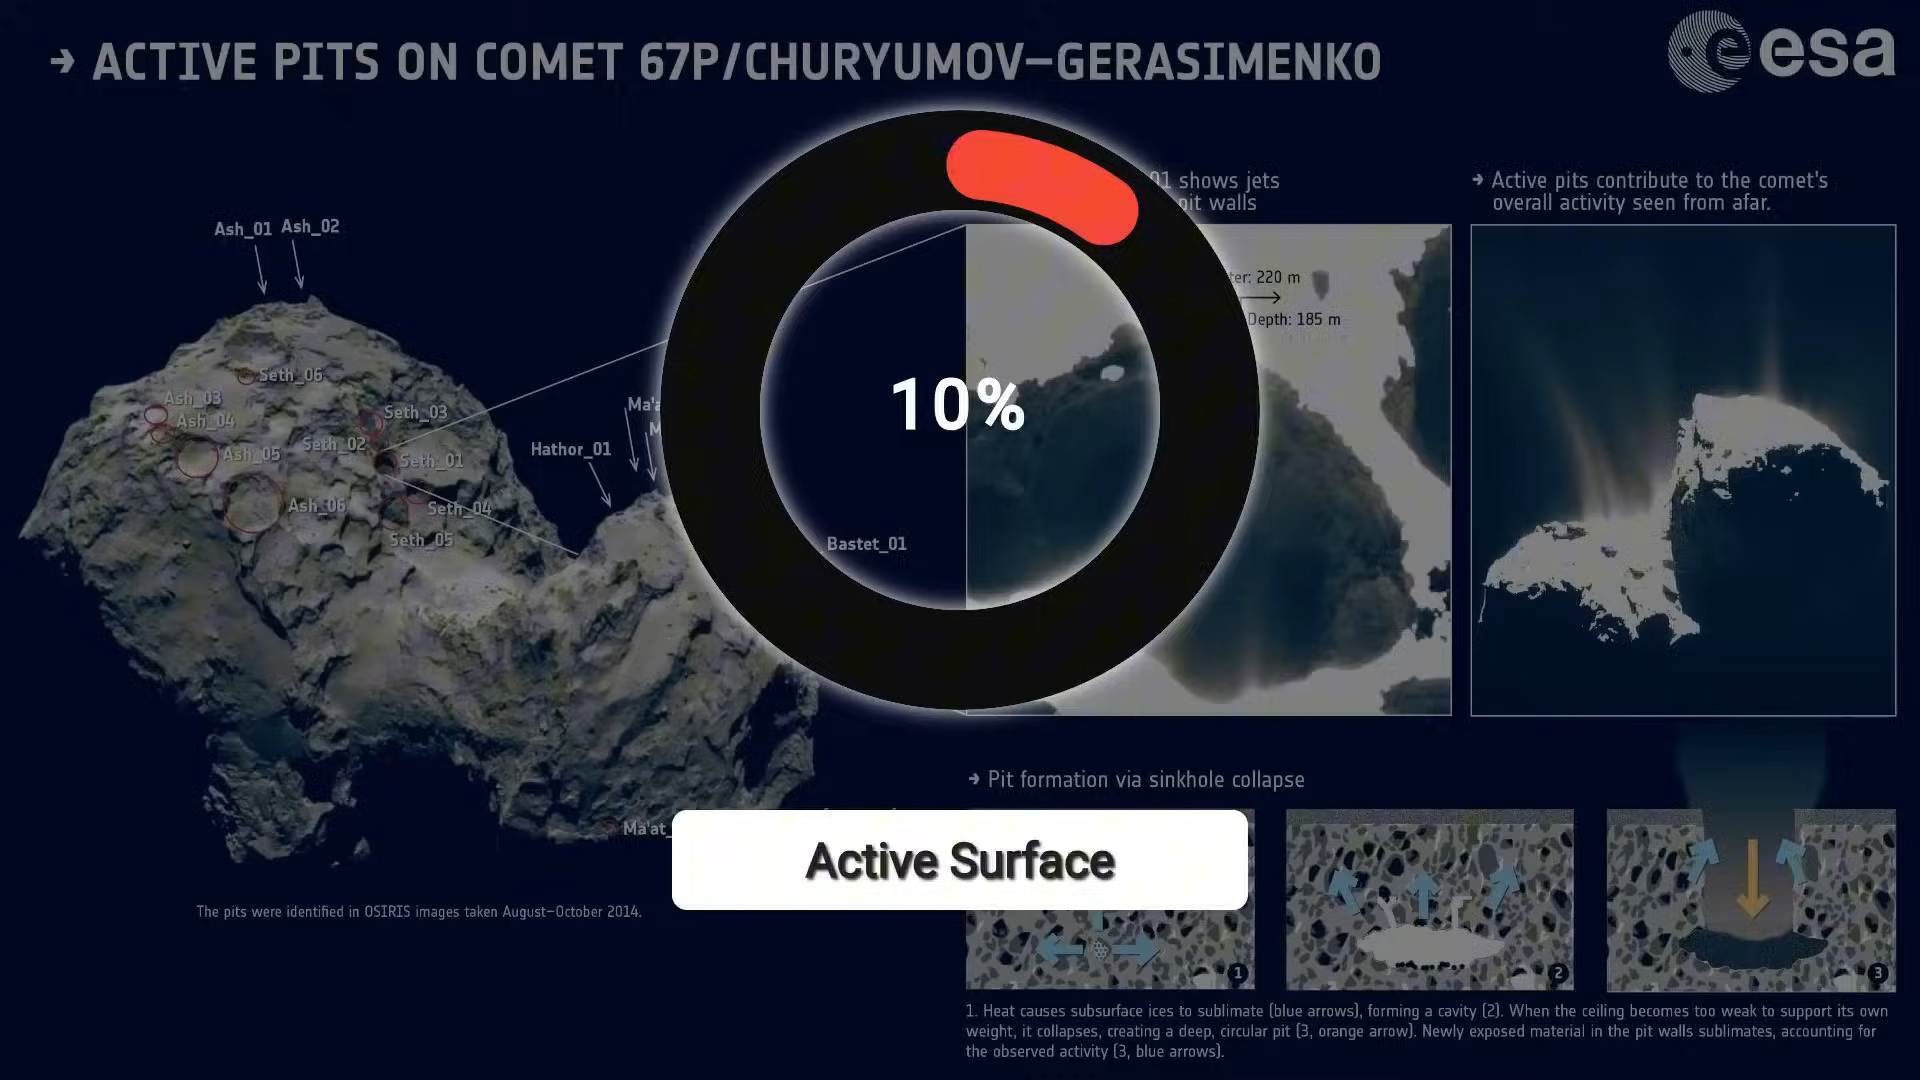 → ACTIVE PITS ON COMET 67P/CHURYUMOV–GERASIMENKO
esa
01 shows jets
pit walls
→ Active pits contribute to the comet's
overall activity seen from afar.
Ash_01 Ash_02
220 m
Depth: 185 m
Seth_06
Ash_03
Ash_04
Seth_03
Seth_02
Ash_05
Seth_01
Hathor_01
Ash_06
Seth_04
Seth_05
10%
Bastet_01
→ Pit formation via sinkhole collapse
Ma'at_
Active Surface
The pits were identified in OSIRIS images taken August–October 2014.
1
2
3
1. Heat causes subsurface ices to sublimate (blue arrows), forming a cavity (2). When the ceiling becomes too weak to support its own
weight, it collapses, creating a deep, circular pit (3, orange arrow). Newly exposed material in the pit walls sublimates, accounting for
the observed activity (3, blue arrows).